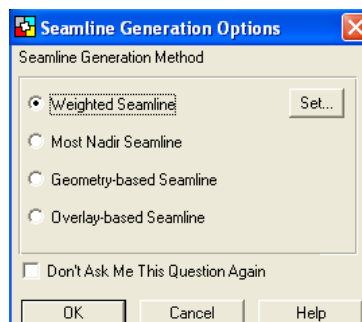 Seamline Generation Options
Seamline Generation Method
Weighted Seamline
Set...
Most Nadir Seamline
Geometry-based Seamline
Overlay-based Seamline
Don't Ask Me This Question Again
OK Cancel Help